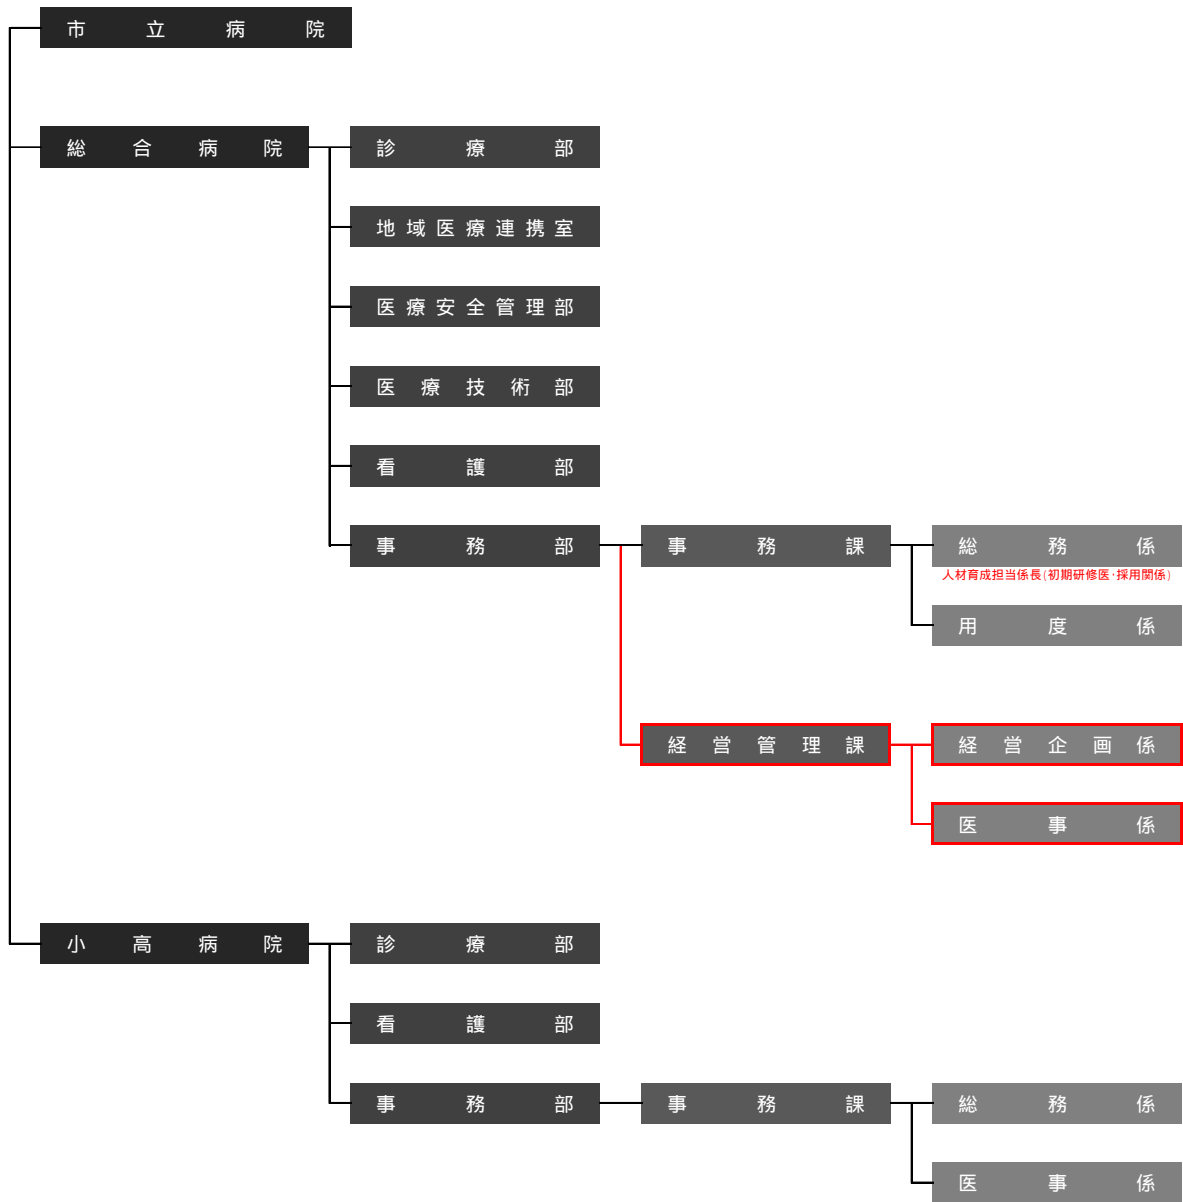 市立病院
総合病院 診療部
地域医療連携室
医療安全管理部
医療技術部
看護部
事務部 事務課 総務係
人材育成担当係長(初期研修医・採用関係)
用度係
経営管理課 経営企画係
医事係
小高病院 診療部
看護部
事務部 事務課 総務係
医事係